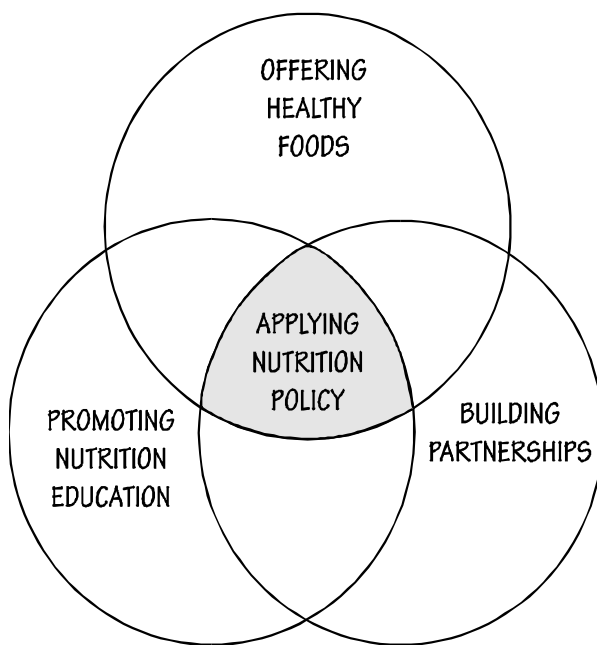 OFFERING
HEALTHY
FOODS
APPLYING
NUTRITION
POLICY
PROMOTING
NUTRITION
EDUCATION
BUILDING
PARTNERSHIPS